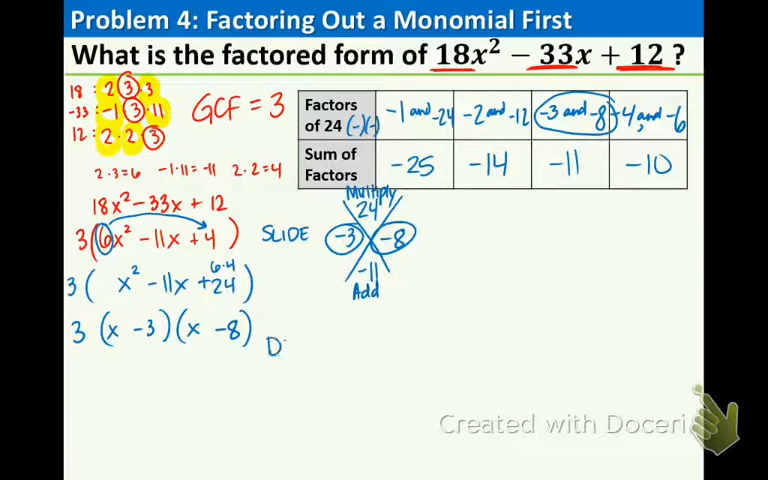 Problem 4: Factoring Out a Monomial First
What is the factored form of 18x² − 33x + 12 ?
18 : 2 3 · 3
-33 : -1 3 · 11
12 : 2 · 2 3
GCF = 3
2·3=6 -1·11=-11 2·2=4
Factors of 24 (-)(-) -1 and -24 -2 and -12 -3 and -8 -4 and -6
Sum of Factors -25 -14 -11 -10
18x² - 33x + 12
3(6x² - 11x + 4)
SLIDE
Multiply
24
-3 -8
-11
Add
6·4
3( x² - 11x + 24 )
3 (x - 3)(x - 8)
D
Created with Doceri